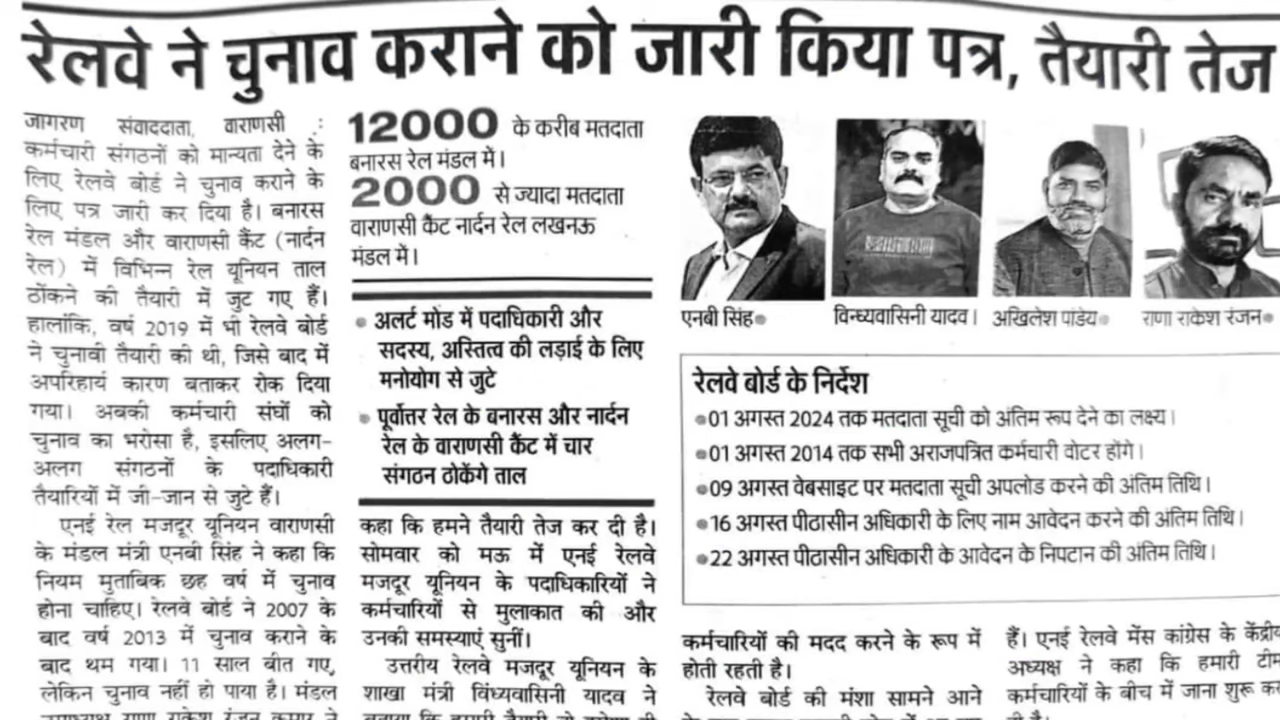 रेलवे ने चुनाव कराने को जारी किया पत्र, तैयारी तेज
जागरण संवाददाता, वाराणसी :
कर्मचारी संगठनों को मान्यता देने के
लिए रेलवे बोर्ड ने चुनाव कराने के
लिए पत्र जारी कर दिया है। बनारस
रेल मंडल और वाराणसी कैंट (नार्दन
रेल) में विभिन्न रेल यूनियन ताल
ठोंकने की तैयारी में जुट गए हैं।
हालांकि, वर्ष 2019 में भी रेलवे बोर्ड
ने चुनावी तैयारी की थी, जिसे बाद में
अपरिहार्य कारण बताकर रोक दिया
गया। अबकी कर्मचारी संघों को
चुनाव का भरोसा है, इसलिए अलग-
अलग संगठनों के पदाधिकारी
तैयारियों में जी-जान से जुटे हैं।
एनई रेल मजदूर यूनियन वाराणसी
के मंडल मंत्री एनबी सिंह ने कहा कि
नियम मुताबिक छह वर्ष में चुनाव
होना चाहिए। रेलवे बोर्ड ने 2007 के
बाद वर्ष 2013 में चुनाव कराने के
बाद थम गया। 11 साल बीत गए,
लेकिन चुनाव नहीं हो पाया है। मंडल
राणा राकेश रंजन कुमार ने
12000 के करीब मतदाता
बनारस रेल मंडल में।
2000 से ज्यादा मतदाता
वाराणसी कैंट नार्दन रेल लखनऊ
मंडल में।
• अलर्ट मोड में पदाधिकारी और
सदस्य, अस्तित्व की लड़ाई के लिए
मनोयोग से जुटे
• पूर्वोत्तर रेल के बनारस और नार्दन
रेल के वाराणसी कैंट में चार
संगठन ठोकेंगे ताल
कहा कि हमने तैयारी तेज कर दी है।
सोमवार को मऊ में एनई रेलवे
मजदूर यूनियन के पदाधिकारियों ने
कर्मचारियों से मुलाकात की और
उनकी समस्याएं सुनीं।
उत्तरीय रेलवे मजदूर यूनियन के
शाखा मंत्री विंध्यवासिनी यादव ने
बताया कि हमारी तैयारी
एनबी सिंह•
विन्ध्यवासिनी यादव।
अखिलेश पांडेय•
राणा राकेश रंजन•
रेलवे बोर्ड के निर्देश
•01 अगस्त 2024 तक मतदाता सूची को अंतिम रूप देने का लक्ष्य।
•01 अगस्त 2014 तक सभी अराजपत्रित कर्मचारी वोटर होंगे।
•09 अगस्त वेबसाइट पर मतदाता सूची अपलोड करने की अंतिम तिथि।
•16 अगस्त पीठासीन अधिकारी के लिए नाम आवेदन करने की अंतिम तिथि।
•22 अगस्त पीठासीन अधिकारी के आवेदन के निपटान की अंतिम तिथि।
कर्मचारियों की मदद करने के रूप में
होती रहती है।
रेलवे बोर्ड की मंशा सामने आने
हैं। एनई रेलवे मेंस कांग्रेस के केंद्रीय
अध्यक्ष ने कहा कि हमारी टीम
कर्मचारियों के बीच में जाना शुरू कर